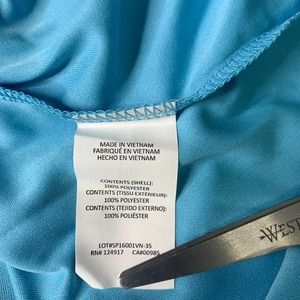 MADE IN VIETNAM
FABRIQUÉ EN VIETNAM
HECHO EN VIETNAM
CONTENTS (SHELL):
100% POLYESTER
CONTENTS (TISSU EXTÉRIEUR):
100% POLYESTER
CONTENTS (TEJIDO EXTERNO):
100% POLIÉSTER
LOT#SP16001VN-35
RN# 124917 CA#00985